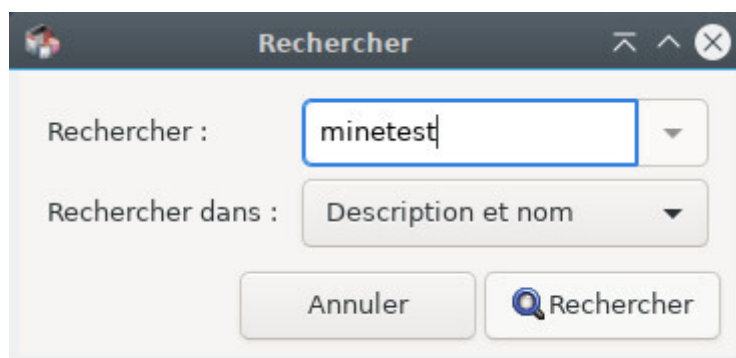 Rechercher
Rechercher : minetest
Rechercher dans : Description et nom
Annuler Rechercher